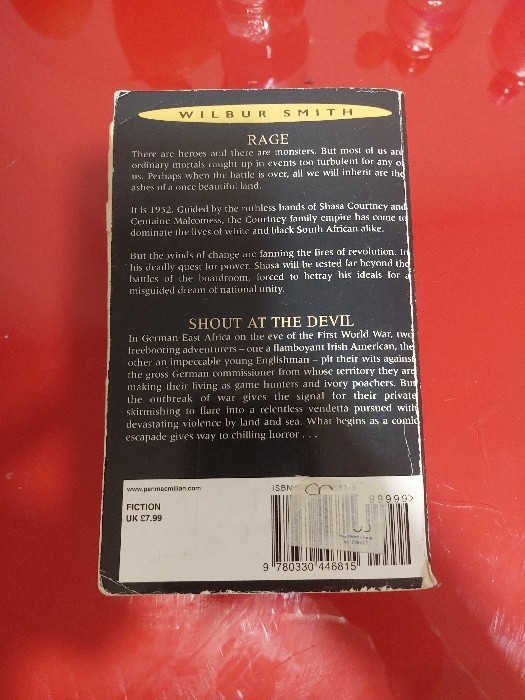 WILBUR SMITH
RAGE
There are heroes and there are monsters. But most of us are
ordinary mortals caught up in events too turbulent for any of
us. Perhaps when the battle is over, all we will inherit are the
ashes of a once beautiful land.
It is 1952. Guided by the ruthless hands of Shasa Courtney and
Centaine Malcomess, the Courtney family empire has come to
dominate the lives of white and black South African alike.
But the winds of change are fanning the fires of revolution. In
his deadly quest for power, Shasa will be tested far beyond the
battles of the boardroom, forced to betray his ideals for a
misguided dream of national unity.
SHOUT AT THE DEVIL
In German East Africa on the eve of the First World War, two
freebooting adventurers – one a flamboyant Irish American, the
other an impeccable young Englishman – pit their wits against
the gross German commissioner from whose territory they are
making their living as game hunters and ivory poachers. But
the outbreak of war gives the signal for their private
skirmishing to flare into a relentless vendetta pursued with
devastating violence by land and sea. What begins as a comic
escapade gives way to chilling horror . . .
www.panmacmillan.com
ISBN
99999>
FICTION
UK £7.99
9 780330 446815